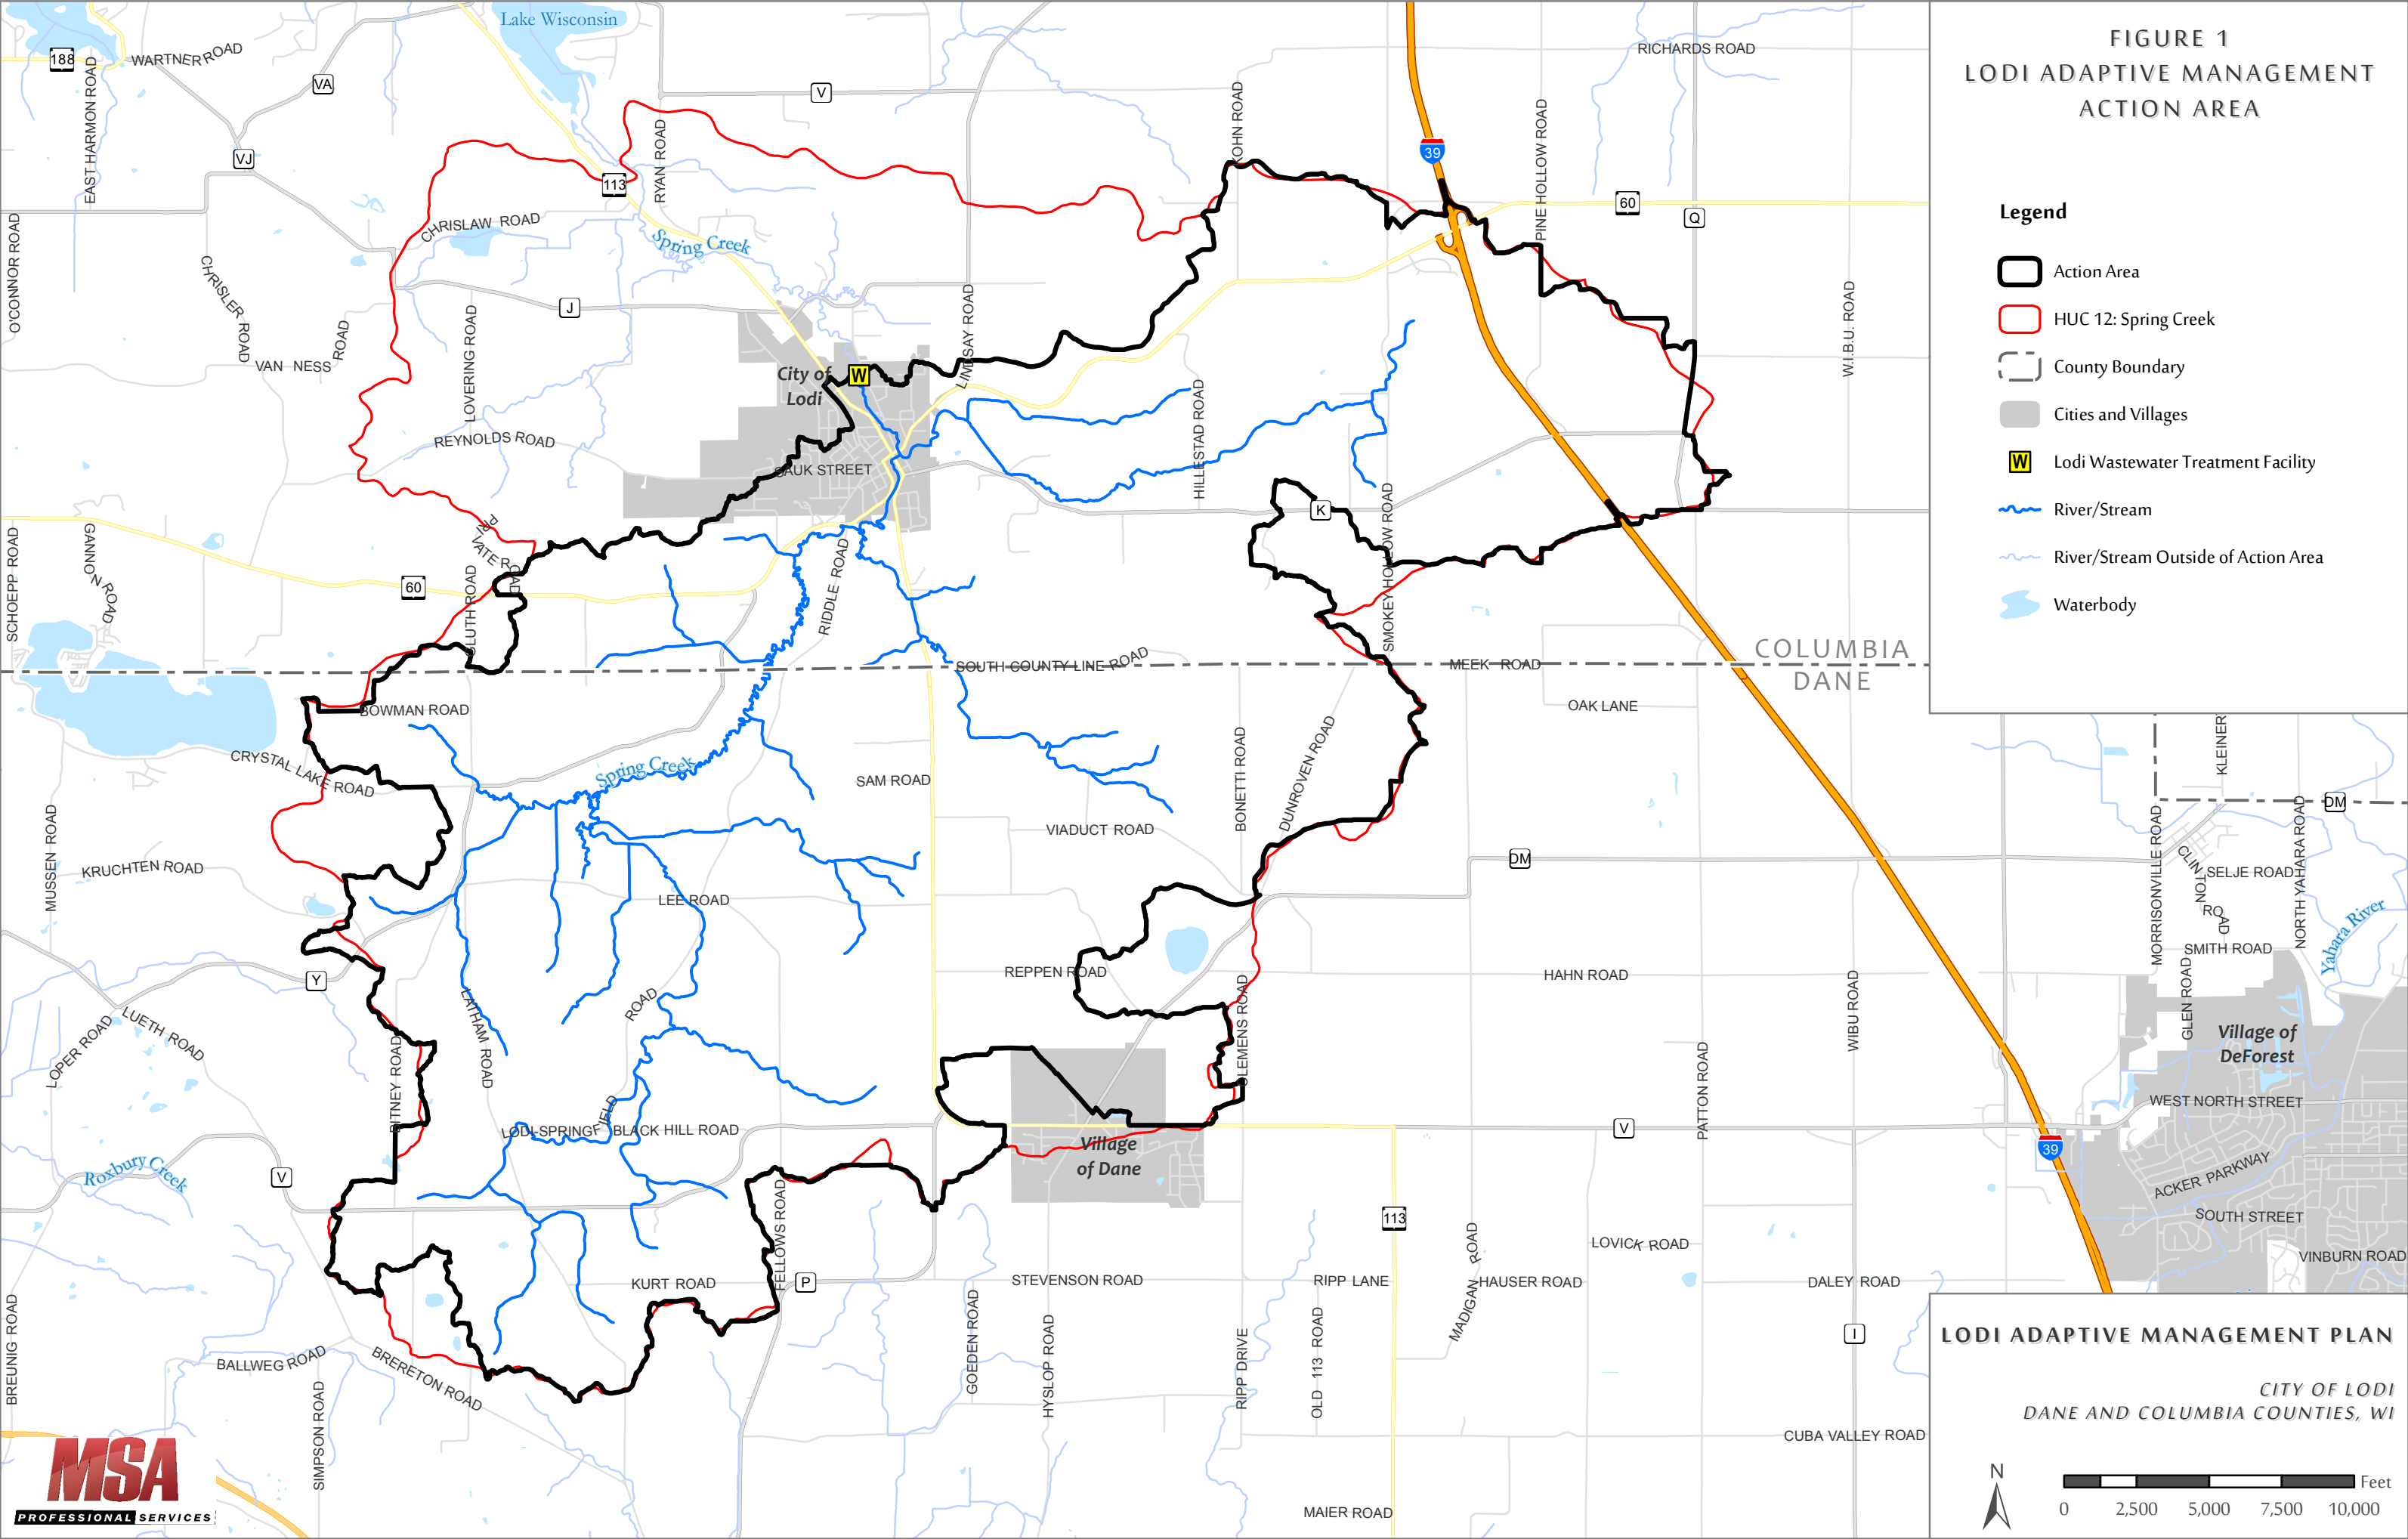 FIGURE 1
LODI ADAPTIVE MANAGEMENT
ACTION AREA
Legend
Action Area
HUC 12: Spring Creek
County Boundary
Cities and Villages
W
Lodi Wastewater Treatment Facility
River/Stream
River/Stream Outside of Action Area
Waterbody
Lake Wisconsin
188
WARTNER ROAD
VA
V
RICHARDS ROAD
EAST HARMON ROAD
VJ
113
RYAN ROAD
KOHN ROAD
39
PINE HOLLOW ROAD
60
Q
O'CONNOR ROAD
CHRISLAW ROAD
Spring Creek
CHRISLER ROAD
J
LOVERING ROAD
LINDSAY ROAD
W.I.B.U. ROAD
VAN NESS ROAD
City of
Lodi
W
HILLESTAD ROAD
REYNOLDS ROAD
SAUK STREET
K
SMOKEY HOLLOW ROAD
PRIVATE ROAD
SCHOEPP ROAD
GANNON ROAD
60
SLUTH ROAD
RIDDLE ROAD
SOUTH COUNTY LINE ROAD
MEEK ROAD
COLUMBIA
DANE
BOWMAN ROAD
OAK LANE
CRYSTAL LAKE ROAD
Spring Creek
SAM ROAD
BONETTI ROAD
DUNROVEN ROAD
KLEINER
DM
MUSSEN ROAD
VIADUCT ROAD
DM
MORRISONVILLE ROAD
CLINTON ROAD
SELJE ROAD
NORTH YAHARA ROAD
KRUCHTEN ROAD
LEE ROAD
Yahara River
SMITH ROAD
Y
REPPEN ROAD
HAHN ROAD
WIBU ROAD
GLEN ROAD
LOPER ROAD
LUETH ROAD
BITNEY ROAD
LATHAM ROAD
CLEMENS ROAD
PATTON ROAD
Village of
DeForest
LODI-SPRINGFIELD ROAD
BLACK HILL ROAD
Village
of Dane
V
WEST NORTH STREET
39
Roxbury Creek
V
ACKER PARKWAY
FELLOWS ROAD
113
SOUTH STREET
MADIGAN ROAD
LOVICK ROAD
VINBURN ROAD
KURT ROAD
P
STEVENSON ROAD
RIPP LANE
HAUSER ROAD
DALEY ROAD
BREUNIG ROAD
BALLWEG ROAD
BRERETON ROAD
SIMPSON ROAD
GOEDEN ROAD
HYSLOP ROAD
RIPP DRIVE
OLD 113 ROAD
I
CUBA VALLEY ROAD
MAIER ROAD
MSA
PROFESSIONAL SERVICES
LODI ADAPTIVE MANAGEMENT PLAN
CITY OF LODI
DANE AND COLUMBIA COUNTIES, WI
N
Feet
0 2,500 5,000 7,500 10,000